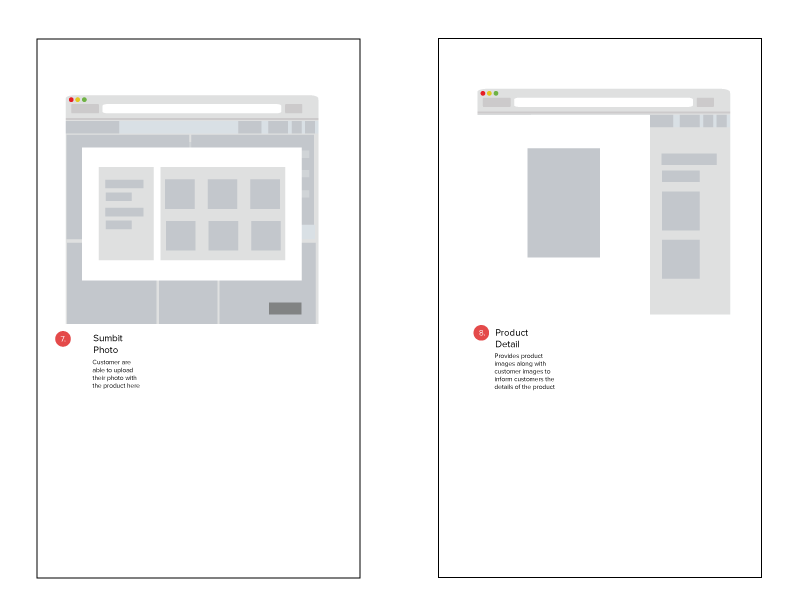 7.
Sumbit
Photo
Customer are
able to upload
their photo with
the product here
8.
Product
Detail
Provides product
images along with
customer images to
inform customers the
details of the product